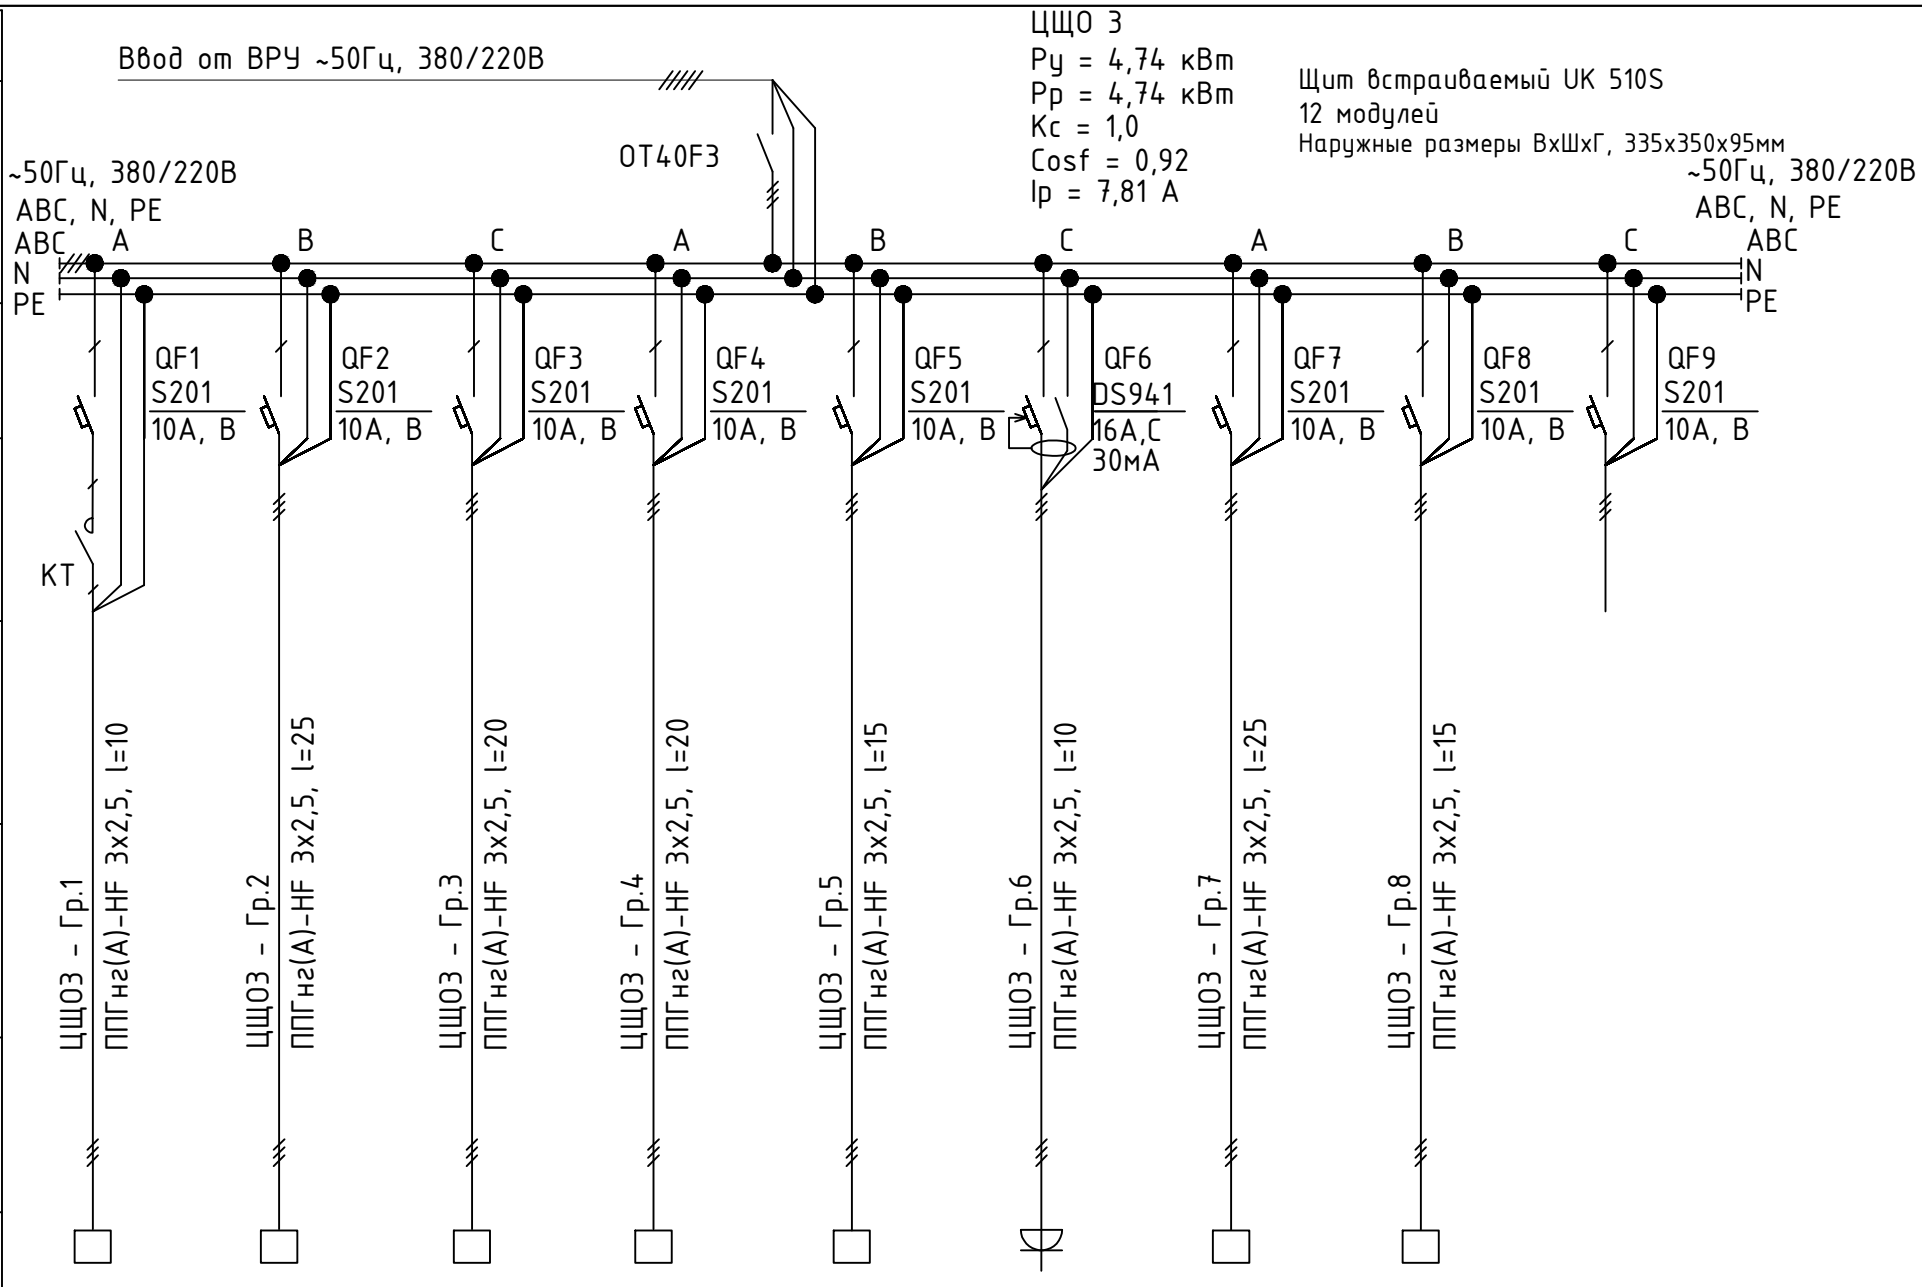 Ввод от ВРУ ~50Гц, 380/220В
ОТ40F3
ЦЩО 3
Ру = 4,74 кВт
Рр = 4,74 кВт
Кс = 1,0
Cosf = 0,92
Iр = 7,81 А
Щит встраиваемый UK 510S
12 модулей
Наружные размеры ВхШхГ, 335х350х95мм
~50Гц, 380/220В
АВС, N, PE
АВС
N
PE
~50Гц, 380/220В
АВС, N, PE
АВС
N
PE
А
В
С
А
В
С
А
В
С
QF1
S201
10А, В
QF2
S201
10А, В
QF3
S201
10А, В
QF4
S201
10А, В
QF5
S201
10А, В
QF6
DS941
16А,С
30мА
QF7
S201
10А, В
QF8
S201
10А, В
QF9
S201
10А, В
КТ
ЦЩО3 - Гр.1
ППГнг(А)-HF 3х2,5, l=10
ЦЩО3 - Гр.2
ППГнг(А)-HF 3х2,5, l=25
ЦЩО3 - Гр.3
ППГнг(А)-HF 3х2,5, l=20
ЦЩО3 - Гр.4
ППГнг(А)-HF 3х2,5, l=20
ЦЩО3 - Гр.5
ППГнг(А)-HF 3х2,5, l=15
ЦЩО3 - Гр.6
ППГнг(А)-HF 3х2,5, l=10
ЦЩО3 - Гр.7
ППГнг(А)-HF 3х2,5, l=25
ЦЩО3 - Гр.8
ППГнг(А)-HF 3х2,5, l=15